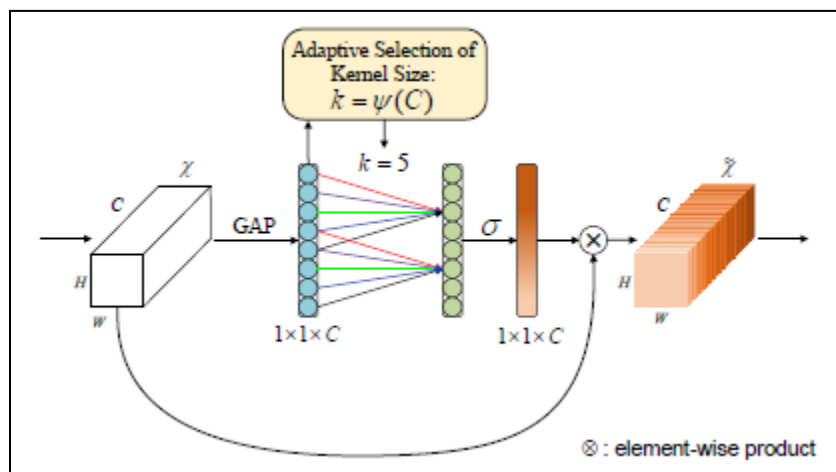 Adaptive Selection of
Kernel Size:
k = ψ(C)
χ
C
H
W
GAP
k = 5
1×1×C
σ
1×1×C
⊗
χ̃
C
H
W
⊗ : element-wise product